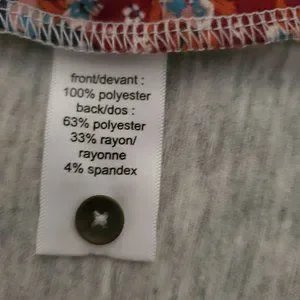 front/devant :
100% polyester
back/dos :
63% polyester
33% rayon/
rayonne
4% spandex